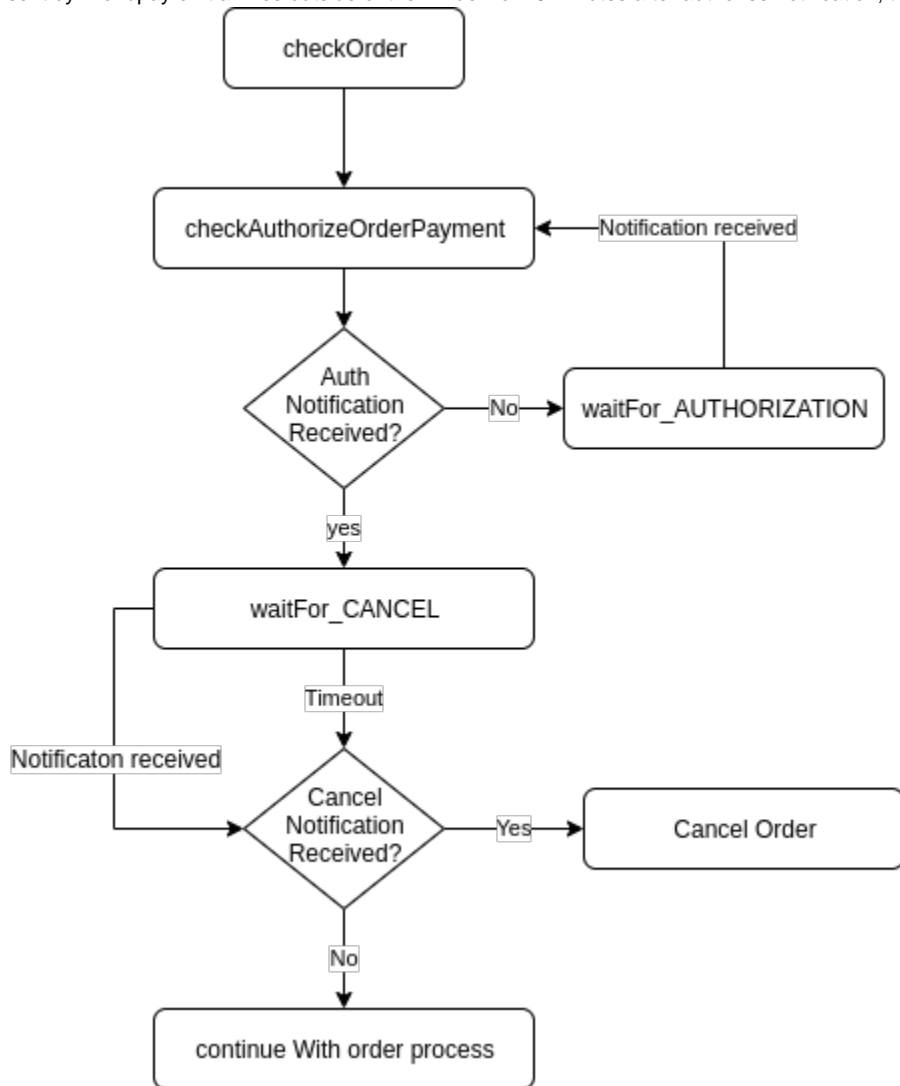 checkOrder
checkAuthorizeOrderPayment
Notification received
Auth
Notification
Received?
No
waitFor_AUTHORIZATION
yes
waitFor_CANCEL
Timeout
Notificaton received
Cancel
Notification
Received?
Yes
Cancel Order
No
continue With order process